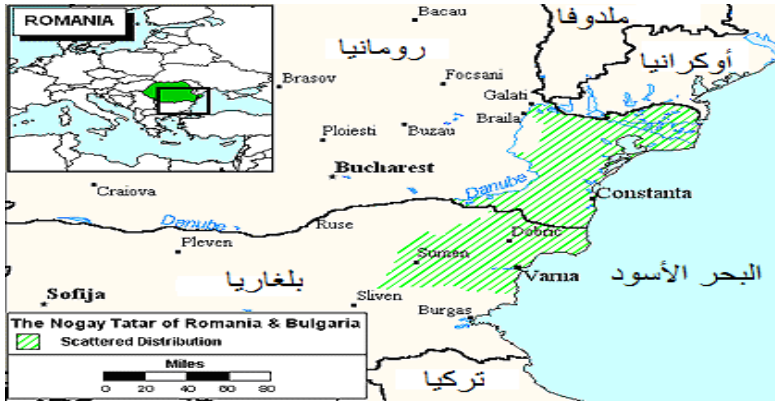 ROMANIA
Bacau
ملدوفا
رومانيا
أوكرانيا
Brasov
Focsani
Galati
Braila
Ploiesti
Buzau
Bucharest
Craiova
Danube
Constanta
Danube
Ruse
Dobric
Pleven
Sumen
Varna
البحر الأسود
بلغاريا
Sofija
Sliven
Burgas
The Nogay Tatar of Romania & Bulgaria
Scattered Distribution
Miles
0 20 40 60 80
تركيا